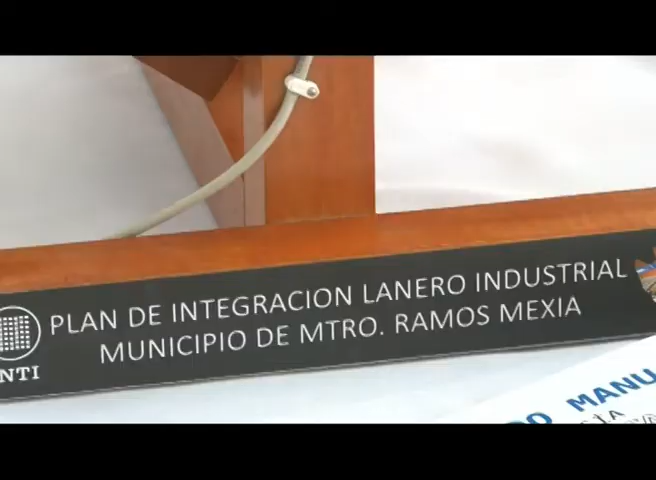 PLAN DE INTEGRACION LANERO INDUSTRIAL
MUNICIPIO DE MTRO. RAMOS MEXIA
NTI
MANU